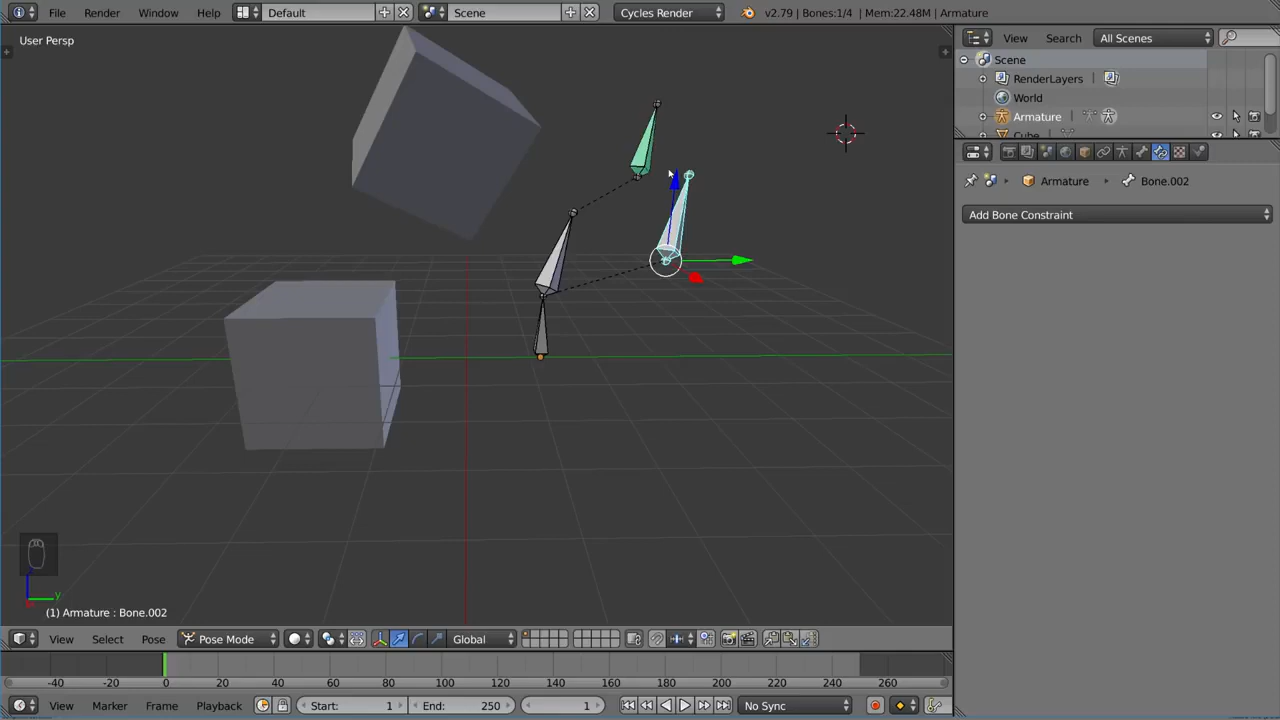 File Render Window Help Default Scene Cycles Render v2.79 | Bones:1/4 | Mem:22.48M | Armature
User Persp
View Search All Scenes
Scene
RenderLayers
World
Armature
Cube
Armature Bone.002
Add Bone Constraint
z
y
(1) Armature : Bone.002
View Select Pose Pose Mode Global
-40 -20 0 20 40 60 80 100 120 140 160 180 200 220 240 260
View Marker Frame Playback Start: 1 End: 250 1 No Sync